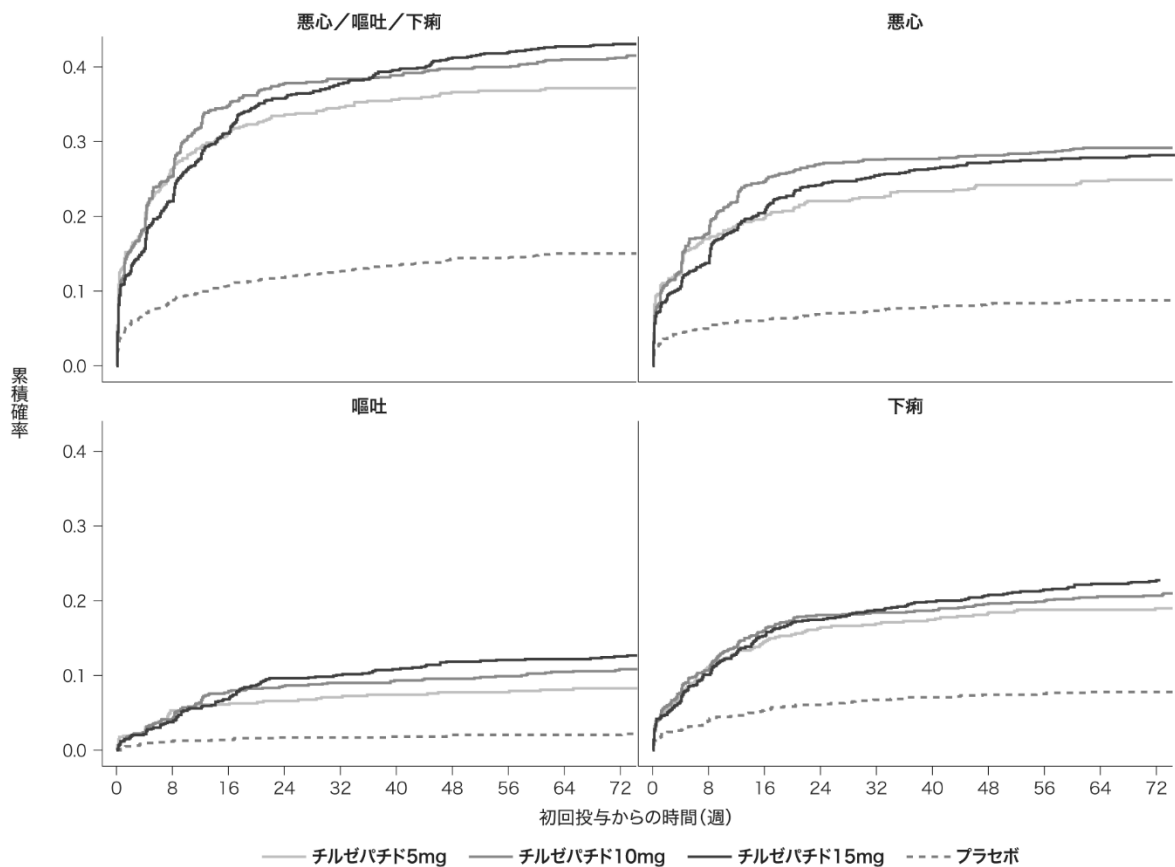 悪心/嘔吐/下痢
悪心
0.4
0.3
0.2
0.1
0.0
累積確率
嘔吐
下痢
0.4
0.3
0.2
0.1
0.0
0 8 16 24 32 40 48 56 64 72 0 8 16 24 32 40 48 56 64 72
初回投与からの時間(週)
チルゼパチド5mg チルゼパチド10mg チルゼパチド15mg プラセボ